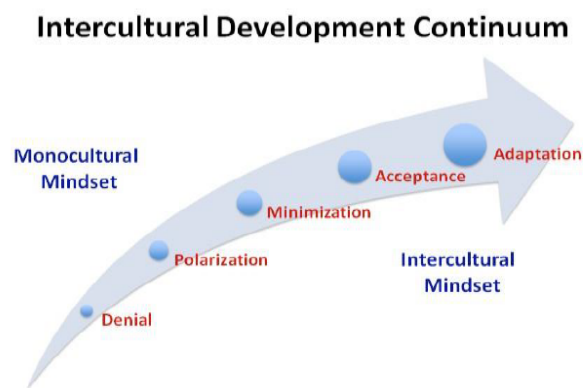 Intercultural Development Continuum
Monocultural
Mindset
Adaptation
Acceptance
Minimization
Polarization
Intercultural
Mindset
Denial